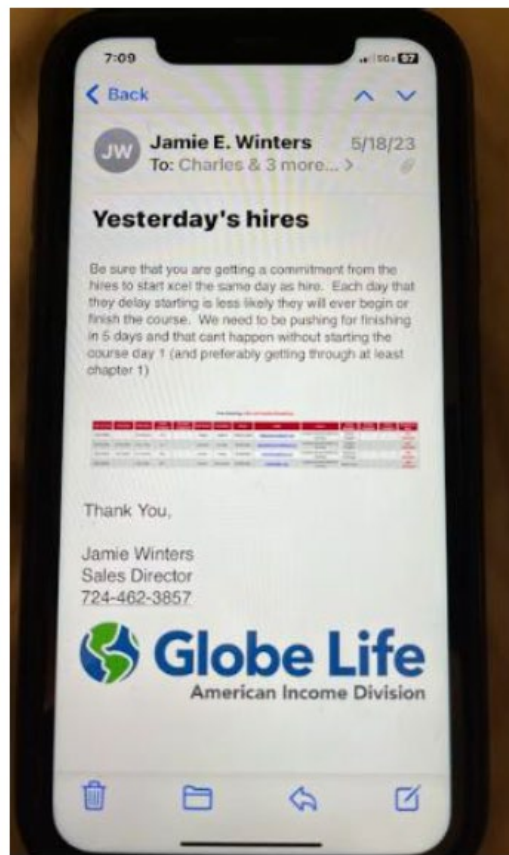 7:09
5G 67
Back
JW
Jamie E. Winters 5/18/23
To: Charles & 3 more... >
Yesterday's hires
Be sure that you are getting a commitment from the
hires to start xcel the same day as hire. Each day that
they delay starting is less likely they will ever begin or
finish the course. We need to be pushing for finishing
in 5 days and that cant happen without starting the
course day 1 (and preferably getting through at least
chapter 1)
Thank You,
Jamie Winters
Sales Director
724-462-3857
Globe Life
American Income Division